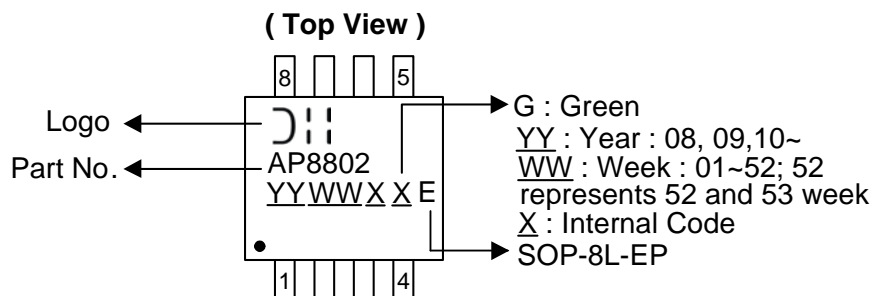 ( Top View )
8 5
Logo
Part No.
AP8802
YYWWXXE
1 4
G : Green
YY : Year : 08, 09,10~
WW : Week : 01~52; 52
represents 52 and 53 week
X : Internal Code
SOP-8L-EP